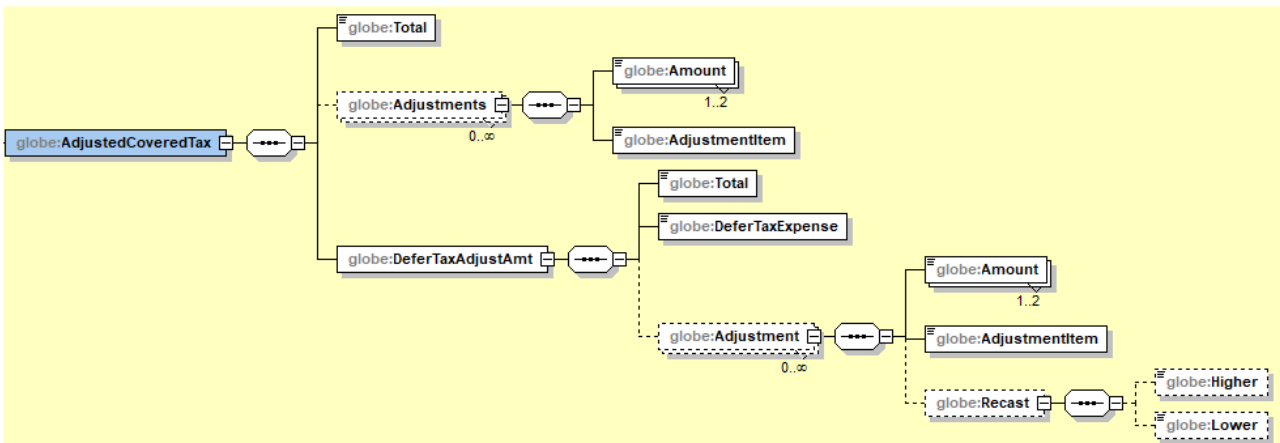 globe:Total
globe:Amount
1..2
globe:Adjustments
0..∞
globe:AdjustmentItem
globe:AdjustedCoveredTax
globe:Total
globe:DeferTaxExpense
globe:DeferTaxAdjustAmt
globe:Amount
1..2
globe:Adjustment
0..∞
globe:AdjustmentItem
globe:Recast
globe:Higher
globe:Lower